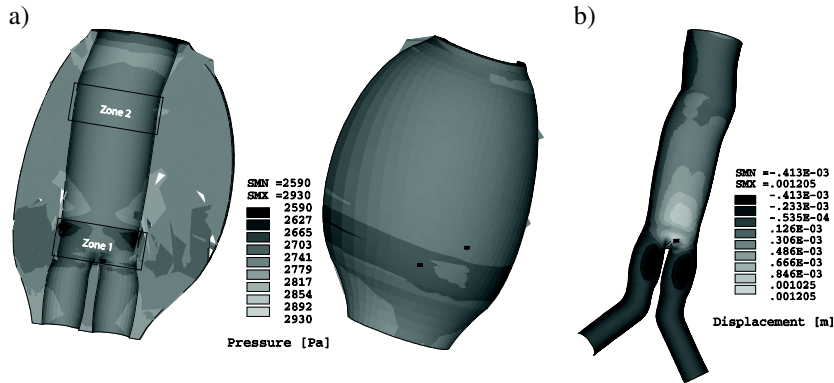 a)
b)
Zone 2
Zone 1
SMN =2590
SMX =2930
2590
2627
2665
2703
2741
2779
2817
2854
2892
2930
Pressure [Pa]
SMN =-.413E-03
SMX =.001205
-.413E-03
-.233E-03
-.535E-04
.126E-03
.306E-03
.486E-03
.666E-03
.846E-03
.001025
.001205
Displacement [m]